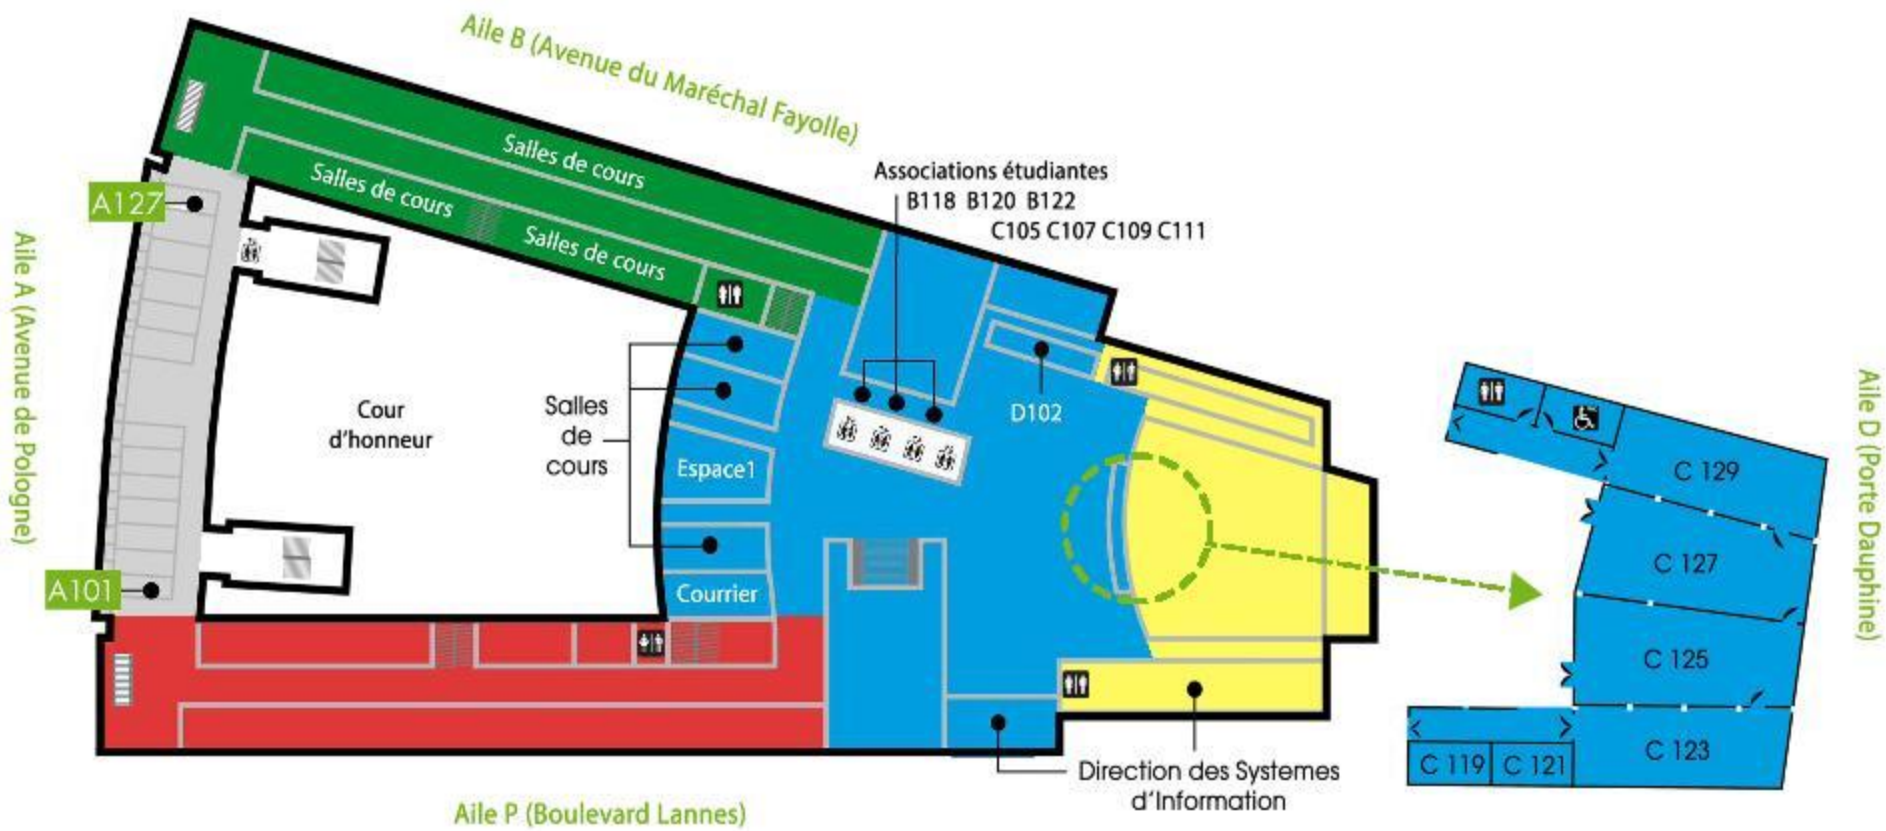 Aile B (Avenue du Maréchal Fayolle)
Salles de cours
Salles de cours
Salles de cours
Associations étudiantes
B118 B120 B122
C105 C107 C109 C111
A127
Aile A (Avenue de Pologne)
Cour
d'honneur
Salles
de
cours
D102
Espace1
Courrier
A101
Direction des Systemes
d'Information
Aile P (Boulevard Lannes)
C 129
C 127
C 125
C 123
C 119
C 121
Aile D (Porte Dauphine)